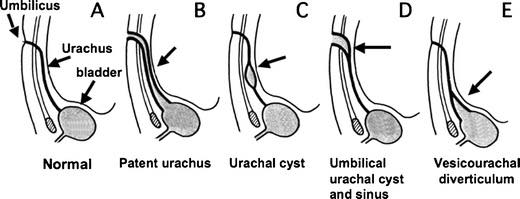 Umbilicus
A
B
C
D
E
Urachus
bladder
Normal
Patent urachus
Urachal cyst
Umbilical
urachal cyst
and sinus
Vesicourachal
diverticulum